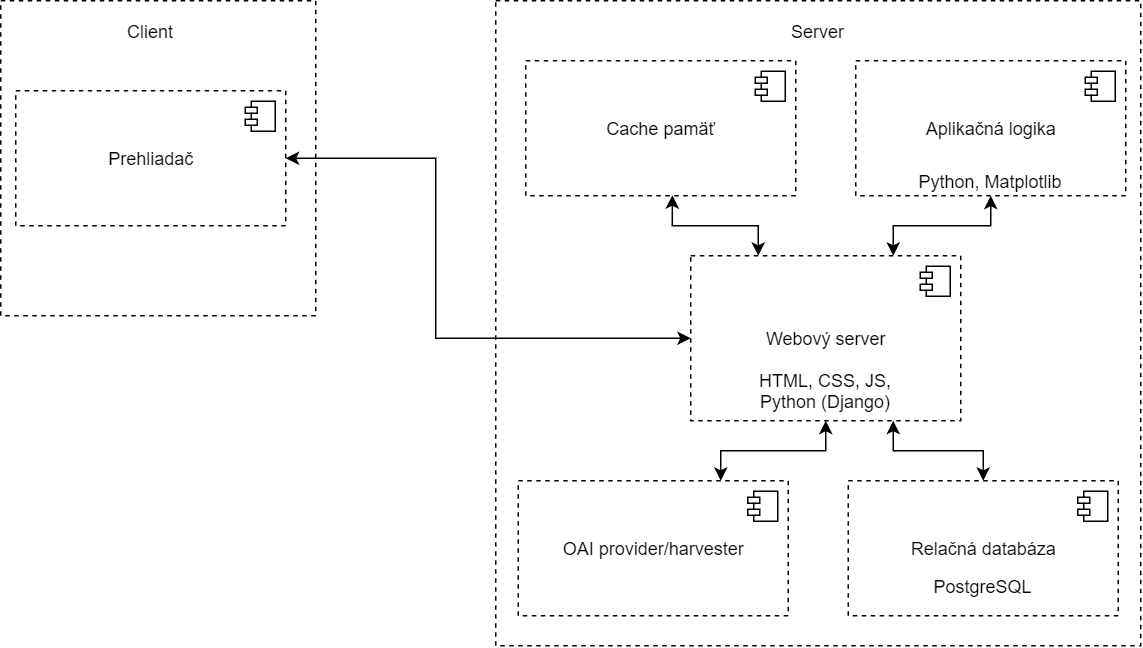 Client
Prehliadač
Server
Cache pamäť
Aplikačná logika
Python, Matplotlib
Webový server
HTML, CSS, JS,
Python (Django)
OAI provider/harvester
Relačná databáza
PostgreSQL